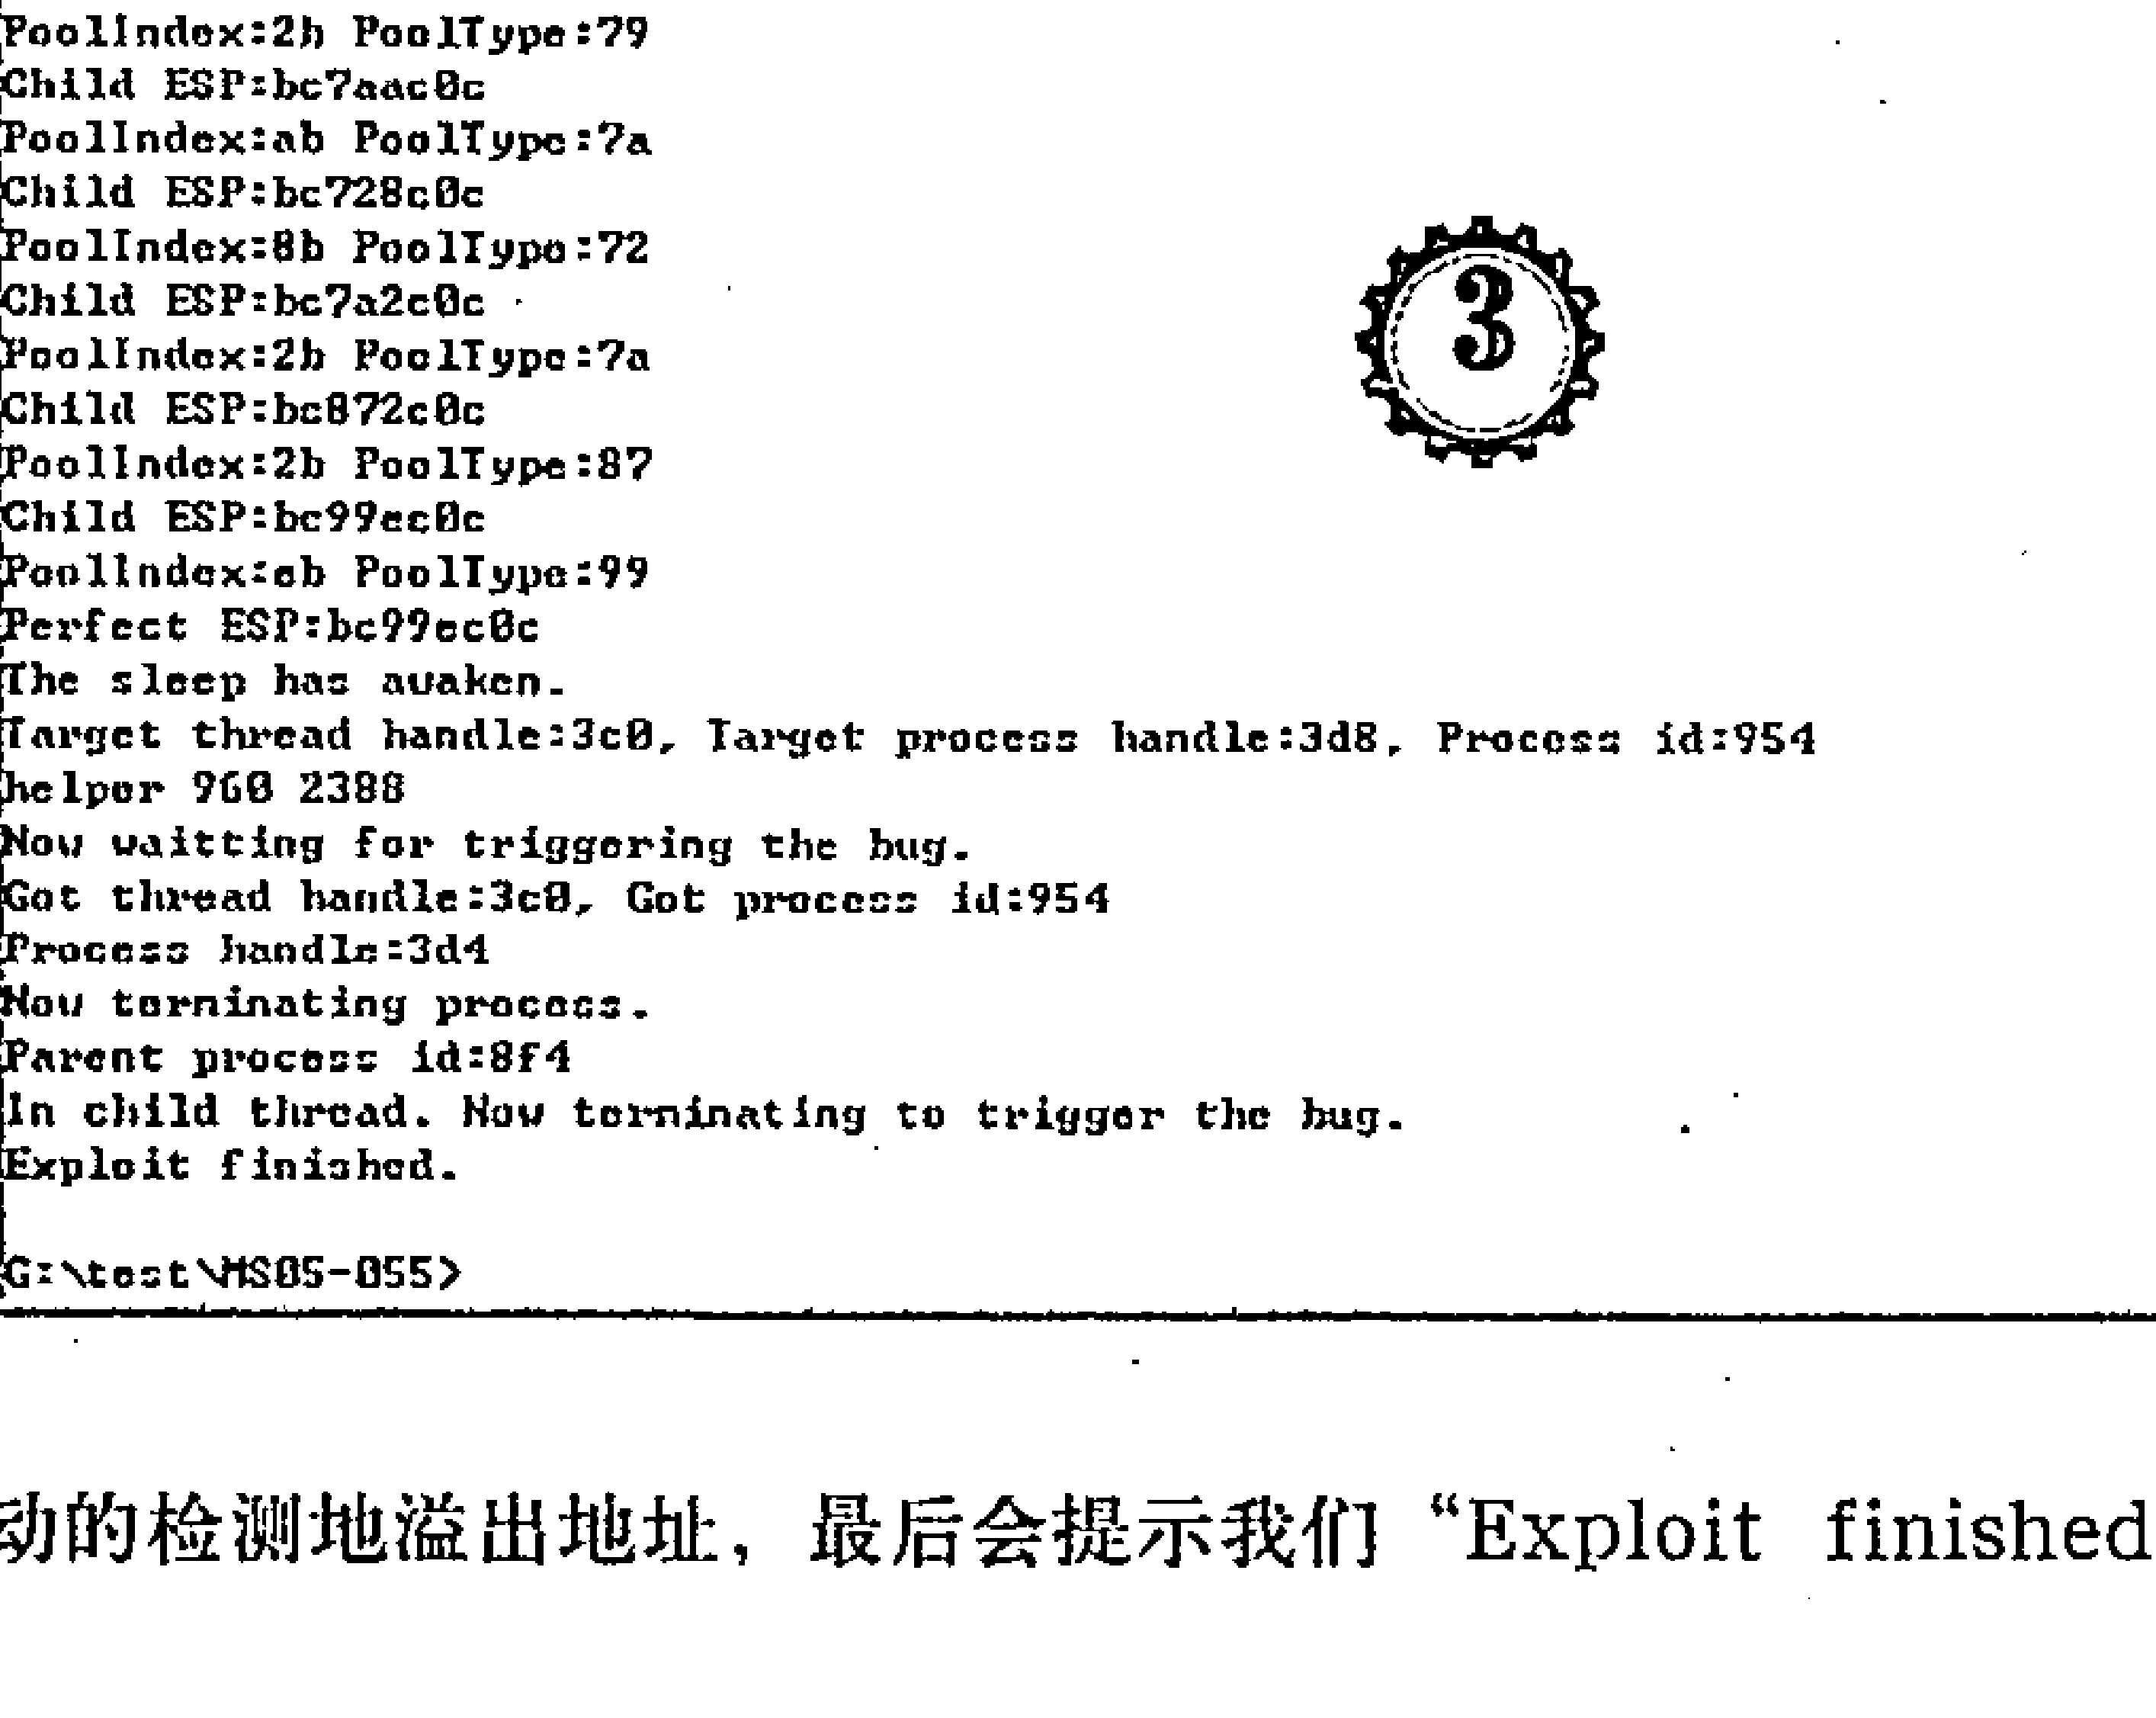 PoolIndex:2b PoolType:79
Child ESP:bc7aac0c
PoolIndex:ab PoolType:7a
Child ESP:bc728c0c
PoolIndex:8b PoolType:72
Child ESP:bc7a2c0c
PoolIndex:2b PoolType:7a
Child ESP:bc872c0c
PoolIndex:2b PoolType:87
Child ESP:bc99ec0c
PoolIndex:eb PoolType:99
Perfect ESP:bc99ec0c
The sleep has awaken.
Target thread handle:3c0, Target process handle:3d8, Process id:954
helper 960 2388
Now waitting for triggering the bug.
Got thread handle:3c0, Got process id:954
Process handle:3d4
Now terminating process.
Parent process id:8f4
In child thread. Now terminating to trigger the bug.
Exploit finished.
G:\test\MS05-055>
3
动的检测地溢出地址，最后会提示我们“Exploit finished